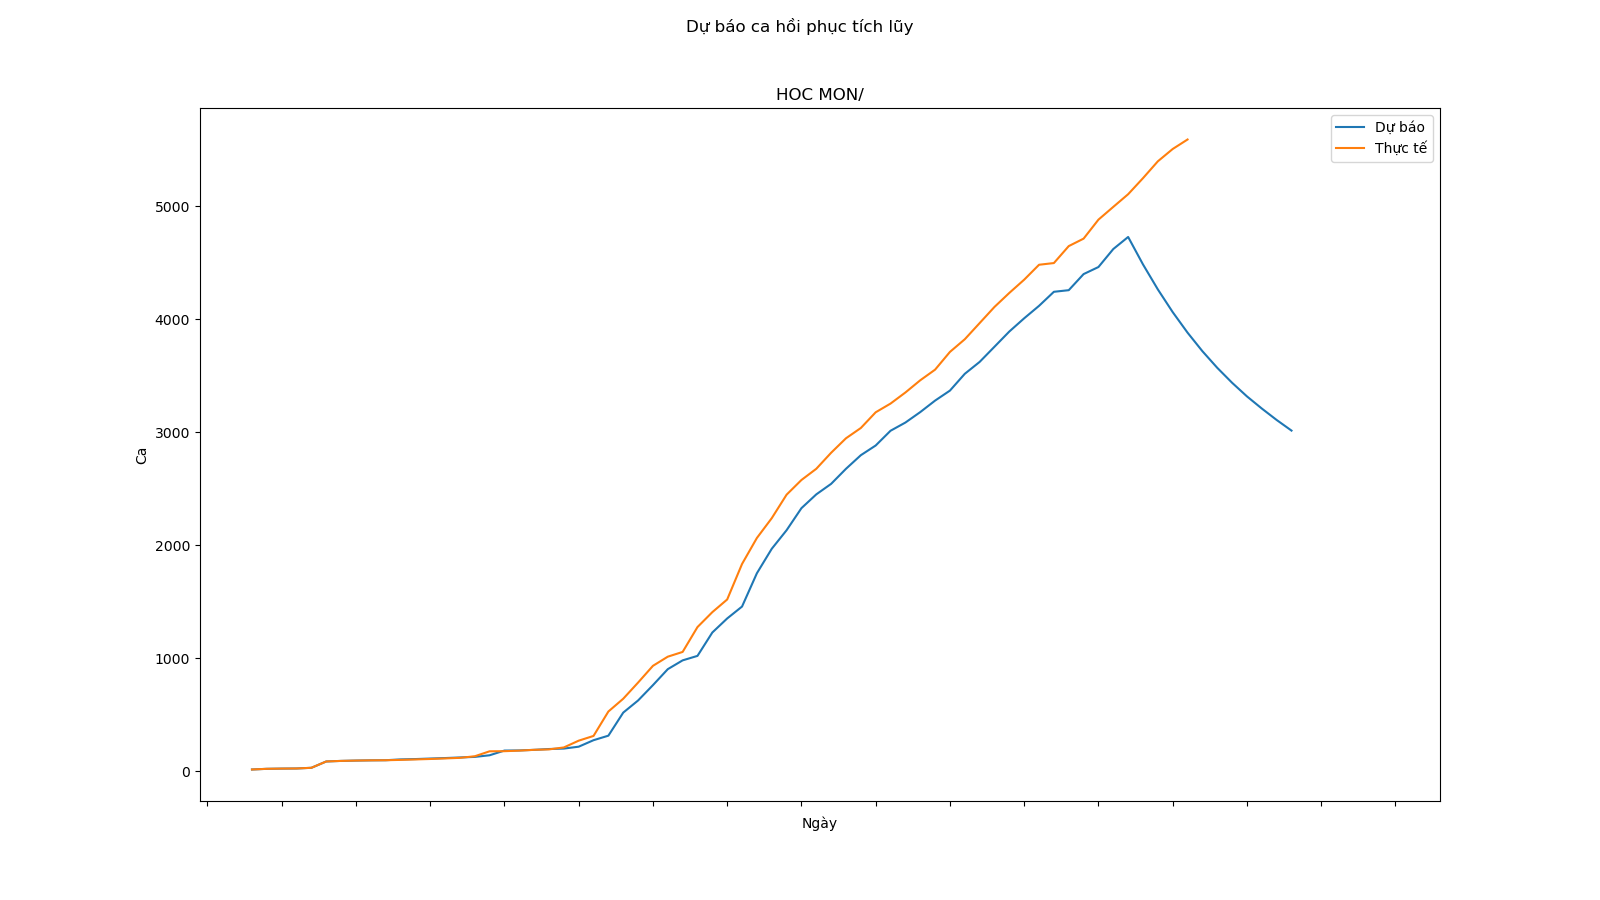 Dự báo ca hồi phục tích lũy
HOC MON/
Dự báo
Thực tế
5000
4000
3000
2000
1000
0
Ca
Ngày